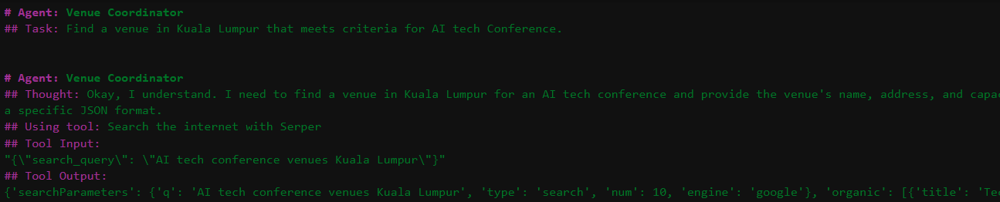 # Agent: Venue Coordinator
## Task: Find a venue in Kuala Lumpur that meets criteria for AI tech Conference.
# Agent: Venue Coordinator
## Thought: Okay, I understand. I need to find a venue in Kuala Lumpur for an AI tech conference and provide the venue's name, address, and
a specific JSON format.
## Using tool: Search the internet with Serper
## Tool Input:
"{\"search_query\": \"AI tech conference venues Kuala Lumpur\"}"
## Tool Output:
{'searchParameters': {'q': 'AI tech conference venues Kuala Lumpur', 'type': 'search', 'num': 10, 'engine': 'google'}, 'organic': [{'title':